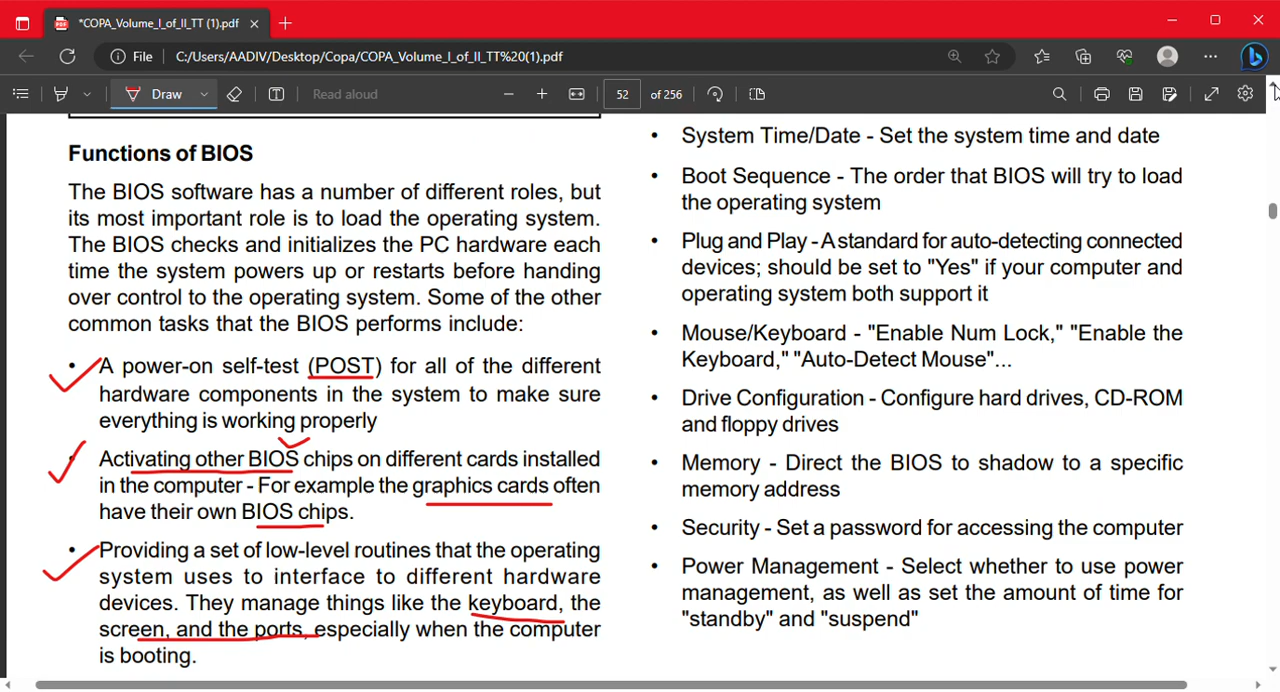 *COPA_Volume_I_of_II_TT (1).pdf
File
C:/Users/AADIV/Desktop/Copa/COPA_Volume_I_of_II_TT%20(1).pdf
Draw
Read aloud
52
of 256
Functions of BIOS
The BIOS software has a number of different roles, but
its most important role is to load the operating system.
The BIOS checks and initializes the PC hardware each
time the system powers up or restarts before handing
over control to the operating system. Some of the other
common tasks that the BIOS performs include:
• A power-on self-test (POST) for all of the different
hardware components in the system to make sure
everything is working properly
• Activating other BIOS chips on different cards installed
in the computer - For example the graphics cards often
have their own BIOS chips.
• Providing a set of low-level routines that the operating
system uses to interface to different hardware
devices. They manage things like the keyboard, the
screen, and the ports, especially when the computer
is booting.
• System Time/Date - Set the system time and date
• Boot Sequence - The order that BIOS will try to load
the operating system
• Plug and Play - A standard for auto-detecting connected
devices; should be set to "Yes" if your computer and
operating system both support it
• Mouse/Keyboard - "Enable Num Lock," "Enable the
Keyboard," "Auto-Detect Mouse"...
• Drive Configuration - Configure hard drives, CD-ROM
and floppy drives
• Memory - Direct the BIOS to shadow to a specific
memory address
• Security - Set a password for accessing the computer
• Power Management - Select whether to use power
management, as well as set the amount of time for
"standby" and "suspend"